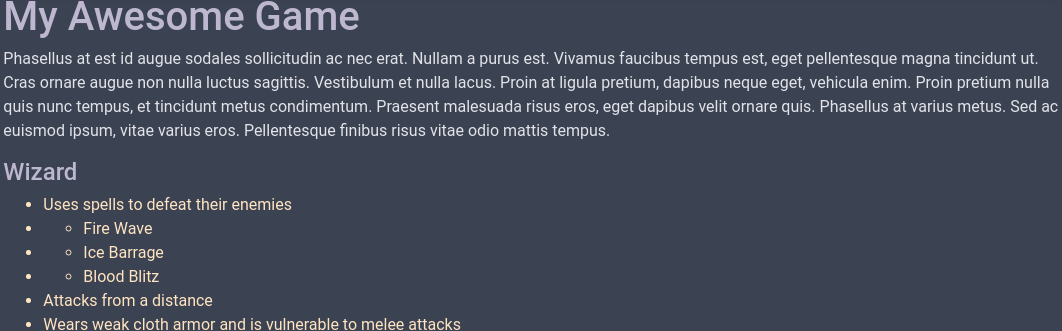 My Awesome Game
Phasellus at est id augue sodales sollicitudin ac nec erat. Nullam a purus est. Vivamus faucibus tempus est, eget pellentesque magna tincidunt ut.
Cras ornare augue non nulla luctus sagittis. Vestibulum et nulla lacus. Proin at ligula pretium, dapibus neque eget, vehicula enim. Proin pretium nulla
quis nunc tempus, et tincidunt metus condimentum. Praesent malesuada risus eros, eget dapibus velit ornare quis. Phasellus at varius metus. Sed ac
euismod ipsum, vitae varius eros. Pellentesque finibus risus vitae odio mattis tempus.
Wizard
Uses spells to defeat their enemies
Fire Wave
Ice Barrage
Blood Blitz
Attacks from a distance
Wears weak cloth armor and is vulnerable to melee attacks